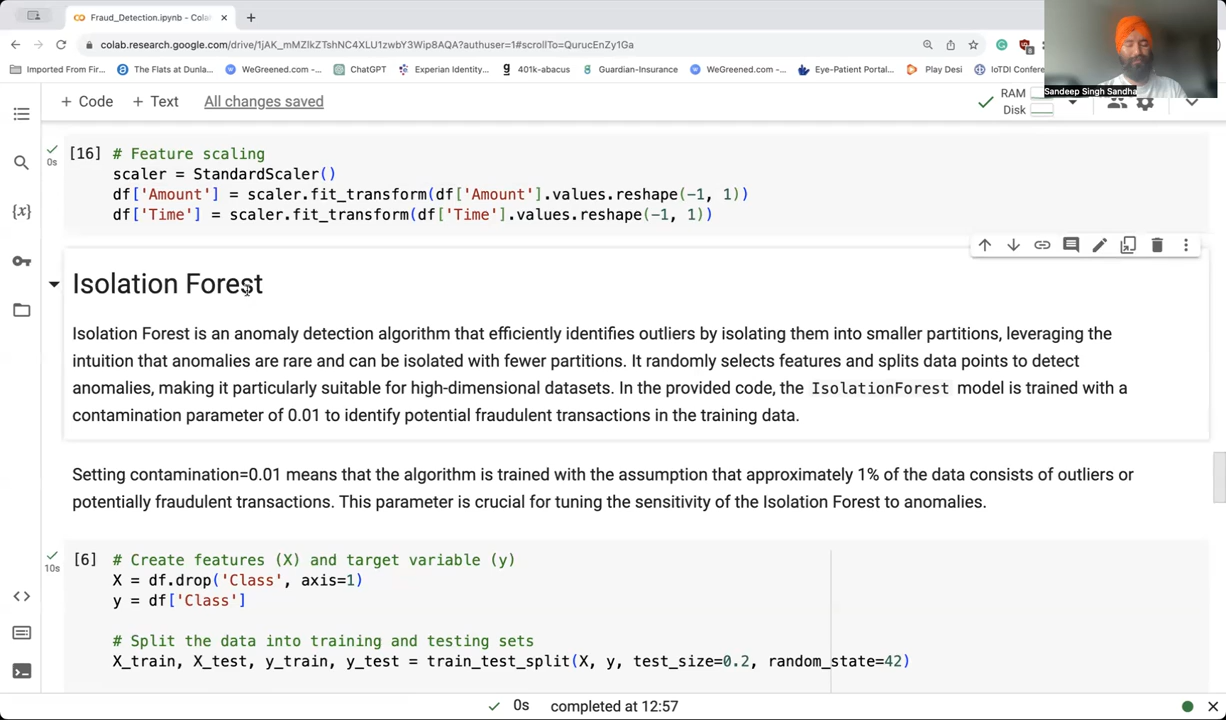 Fraud_Detection.ipynb - Colab
colab.research.google.com/drive/1jAK_mMZlkZTshNC4XLU1zwbY3Wip8AQA?authuser=1#scrollTo=QurucEnZy1Ga
Imported From Fir... The Flats at Dunla... WeGreened.com -... ChatGPT Experian Identity... 401k-abacus Guardian-Insurance WeGreened.com -... Eye-Patient Portal... Play Desi IoTDI Confere
Sandeep Singh Sandha
+ Code + Text All changes saved RAM
Disk
[16] # Feature scaling
0s
scaler = StandardScaler()
df['Amount'] = scaler.fit_transform(df['Amount'].values.reshape(-1, 1))
df['Time'] = scaler.fit_transform(df['Time'].values.reshape(-1, 1))
Isolation Forest
Isolation Forest is an anomaly detection algorithm that efficiently identifies outliers by isolating them into smaller partitions, leveraging the
intuition that anomalies are rare and can be isolated with fewer partitions. It randomly selects features and splits data points to detect
anomalies, making it particularly suitable for high-dimensional datasets. In the provided code, the IsolationForest model is trained with a
contamination parameter of 0.01 to identify potential fraudulent transactions in the training data.
Setting contamination=0.01 means that the algorithm is trained with the assumption that approximately 1% of the data consists of outliers or
potentially fraudulent transactions. This parameter is crucial for tuning the sensitivity of the Isolation Forest to anomalies.
[6] # Create features (X) and target variable (y)
10s
X = df.drop('Class', axis=1)
y = df['Class']
# Split the data into training and testing sets
X_train, X_test, y_train, y_test = train_test_split(X, y, test_size=0.2, random_state=42)
0s completed at 12:57